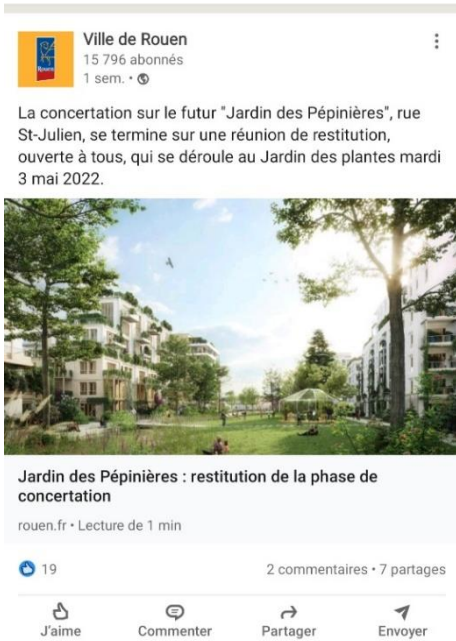 Rouen
Ville de Rouen
15 796 abonnés
1 sem. •
La concertation sur le futur "Jardin des Pépinières", rue
St-Julien, se termine sur une réunion de restitution,
ouverte à tous, qui se déroule au Jardin des plantes mardi
3 mai 2022.
Jardin des Pépinières : restitution de la phase de
concertation
rouen.fr • Lecture de 1 min
19
2 commentaires • 7 partages
J'aime
Commenter
Partager
Envoyer